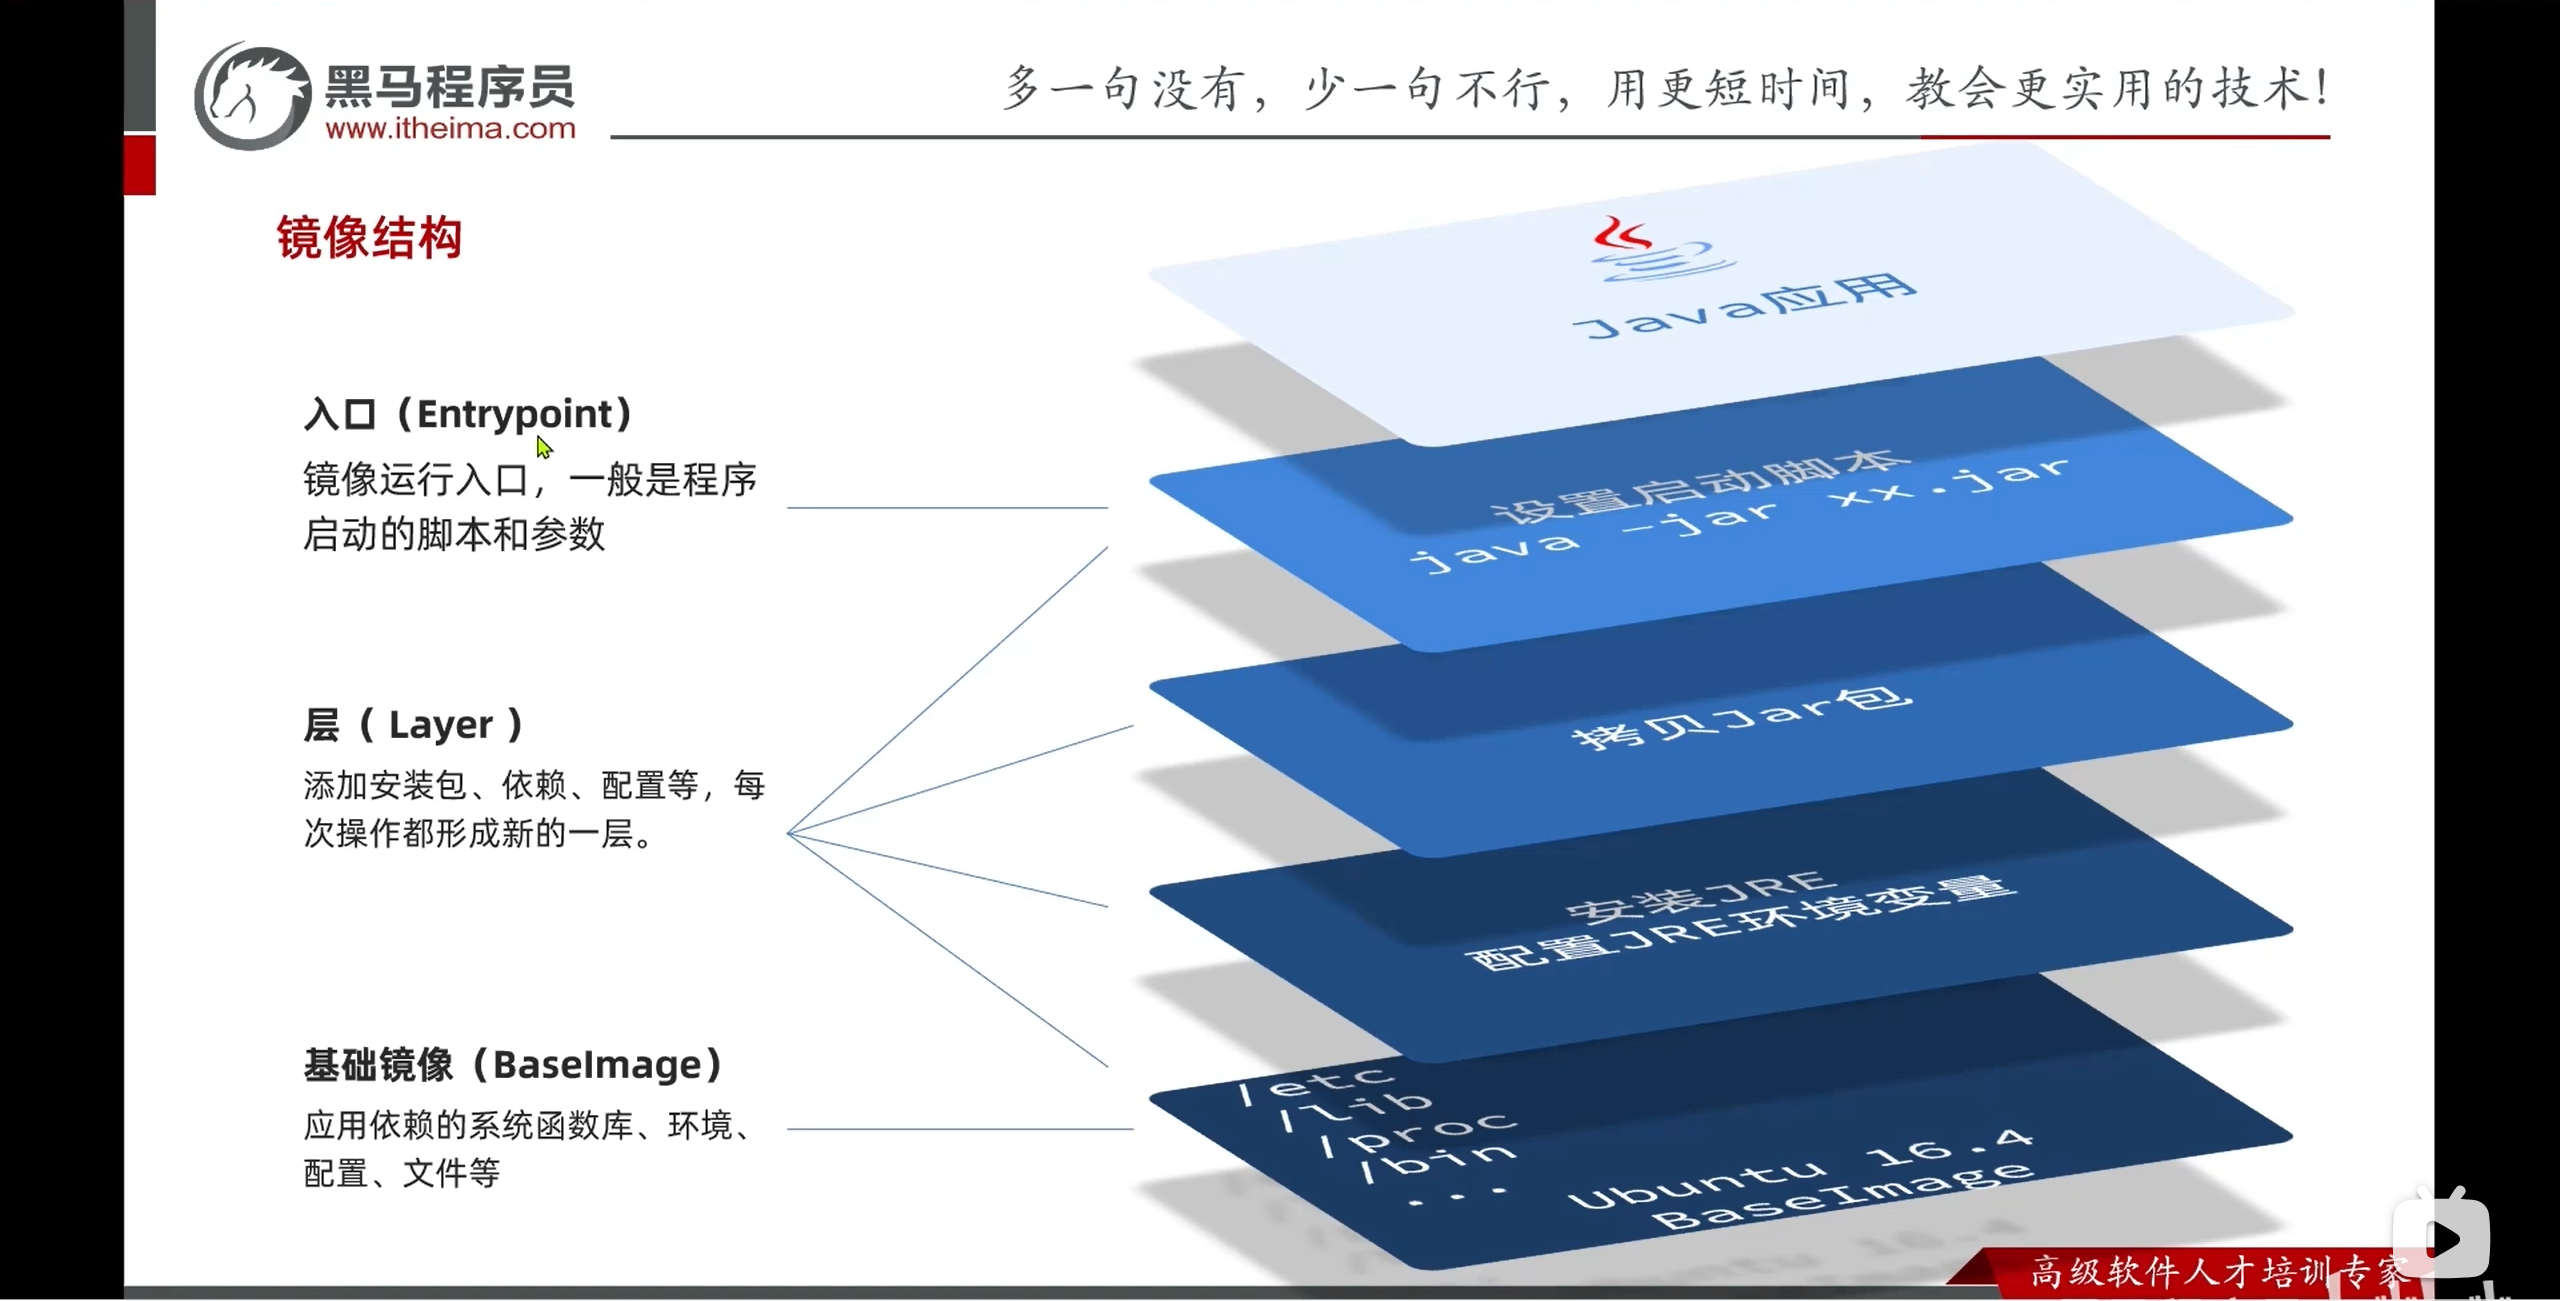 黑马程序员
www.itheima.com
多一句没有，少一句不行，用更短时间，教会更实用的技术！
镜像结构
入口（Entrypoint）
镜像运行入口，一般是程序
启动的脚本和参数
层（ Layer ）
添加安装包、依赖、配置等，每
次操作都形成新的一层。
基础镜像（BaseImage）
应用依赖的系统函数库、环境、
配置、文件等
Java应用
设置启动脚本
java -jar xx.jar
拷贝Jar包
安装JRE
配置JRE环境变量
/etc
/lib
/proc
/bin
...
Ubuntu 16.4
BaseImage
高级软件人才培训专家